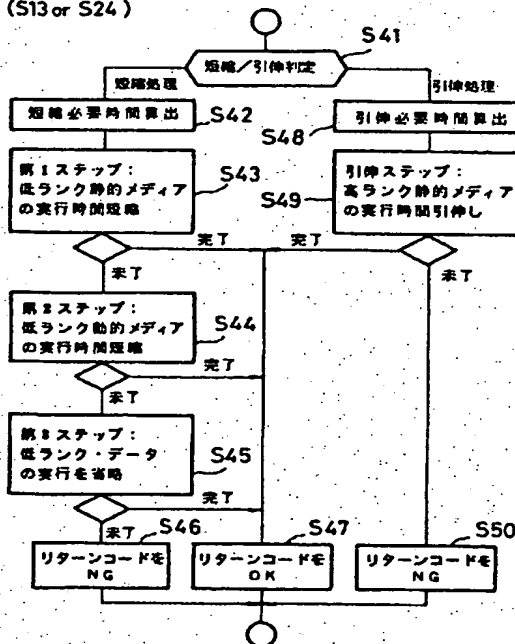 (S13 or S24)
S41
短縮/引伸判定
短縮処理
引伸処理
短縮必要時間算出
S42
引伸必要時間算出
S48
第1ステップ:
低ランク静的メディア
の実行時間短縮
S43
引伸ステップ:
高ランク静的メディア
の実行時間引伸し
S49
完了
完了
未了
未了
第2ステップ:
低ランク動的メディア
の実行時間短縮
S44
完了
未了
第3ステップ:
低ランク・データ
の実行を省略
S45
完了
未了
S46
S47
S50
リターンコードを
NG
リターンコードを
OK
リターンコードを
NG